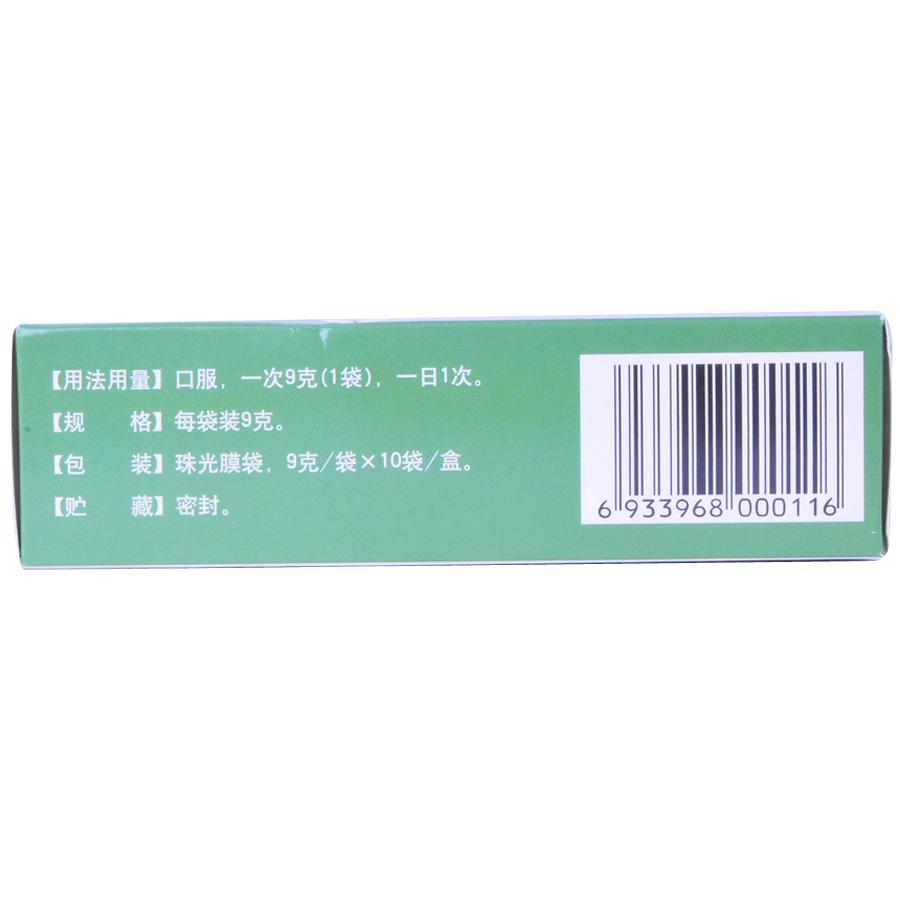 【用法用量】口服，一次9克(1袋)，一日1次。
【规　　格】每袋装9克。
【包　　装】珠光膜袋，9克/袋×10袋/盒。
【贮　　藏】密封。
6 933968 000116